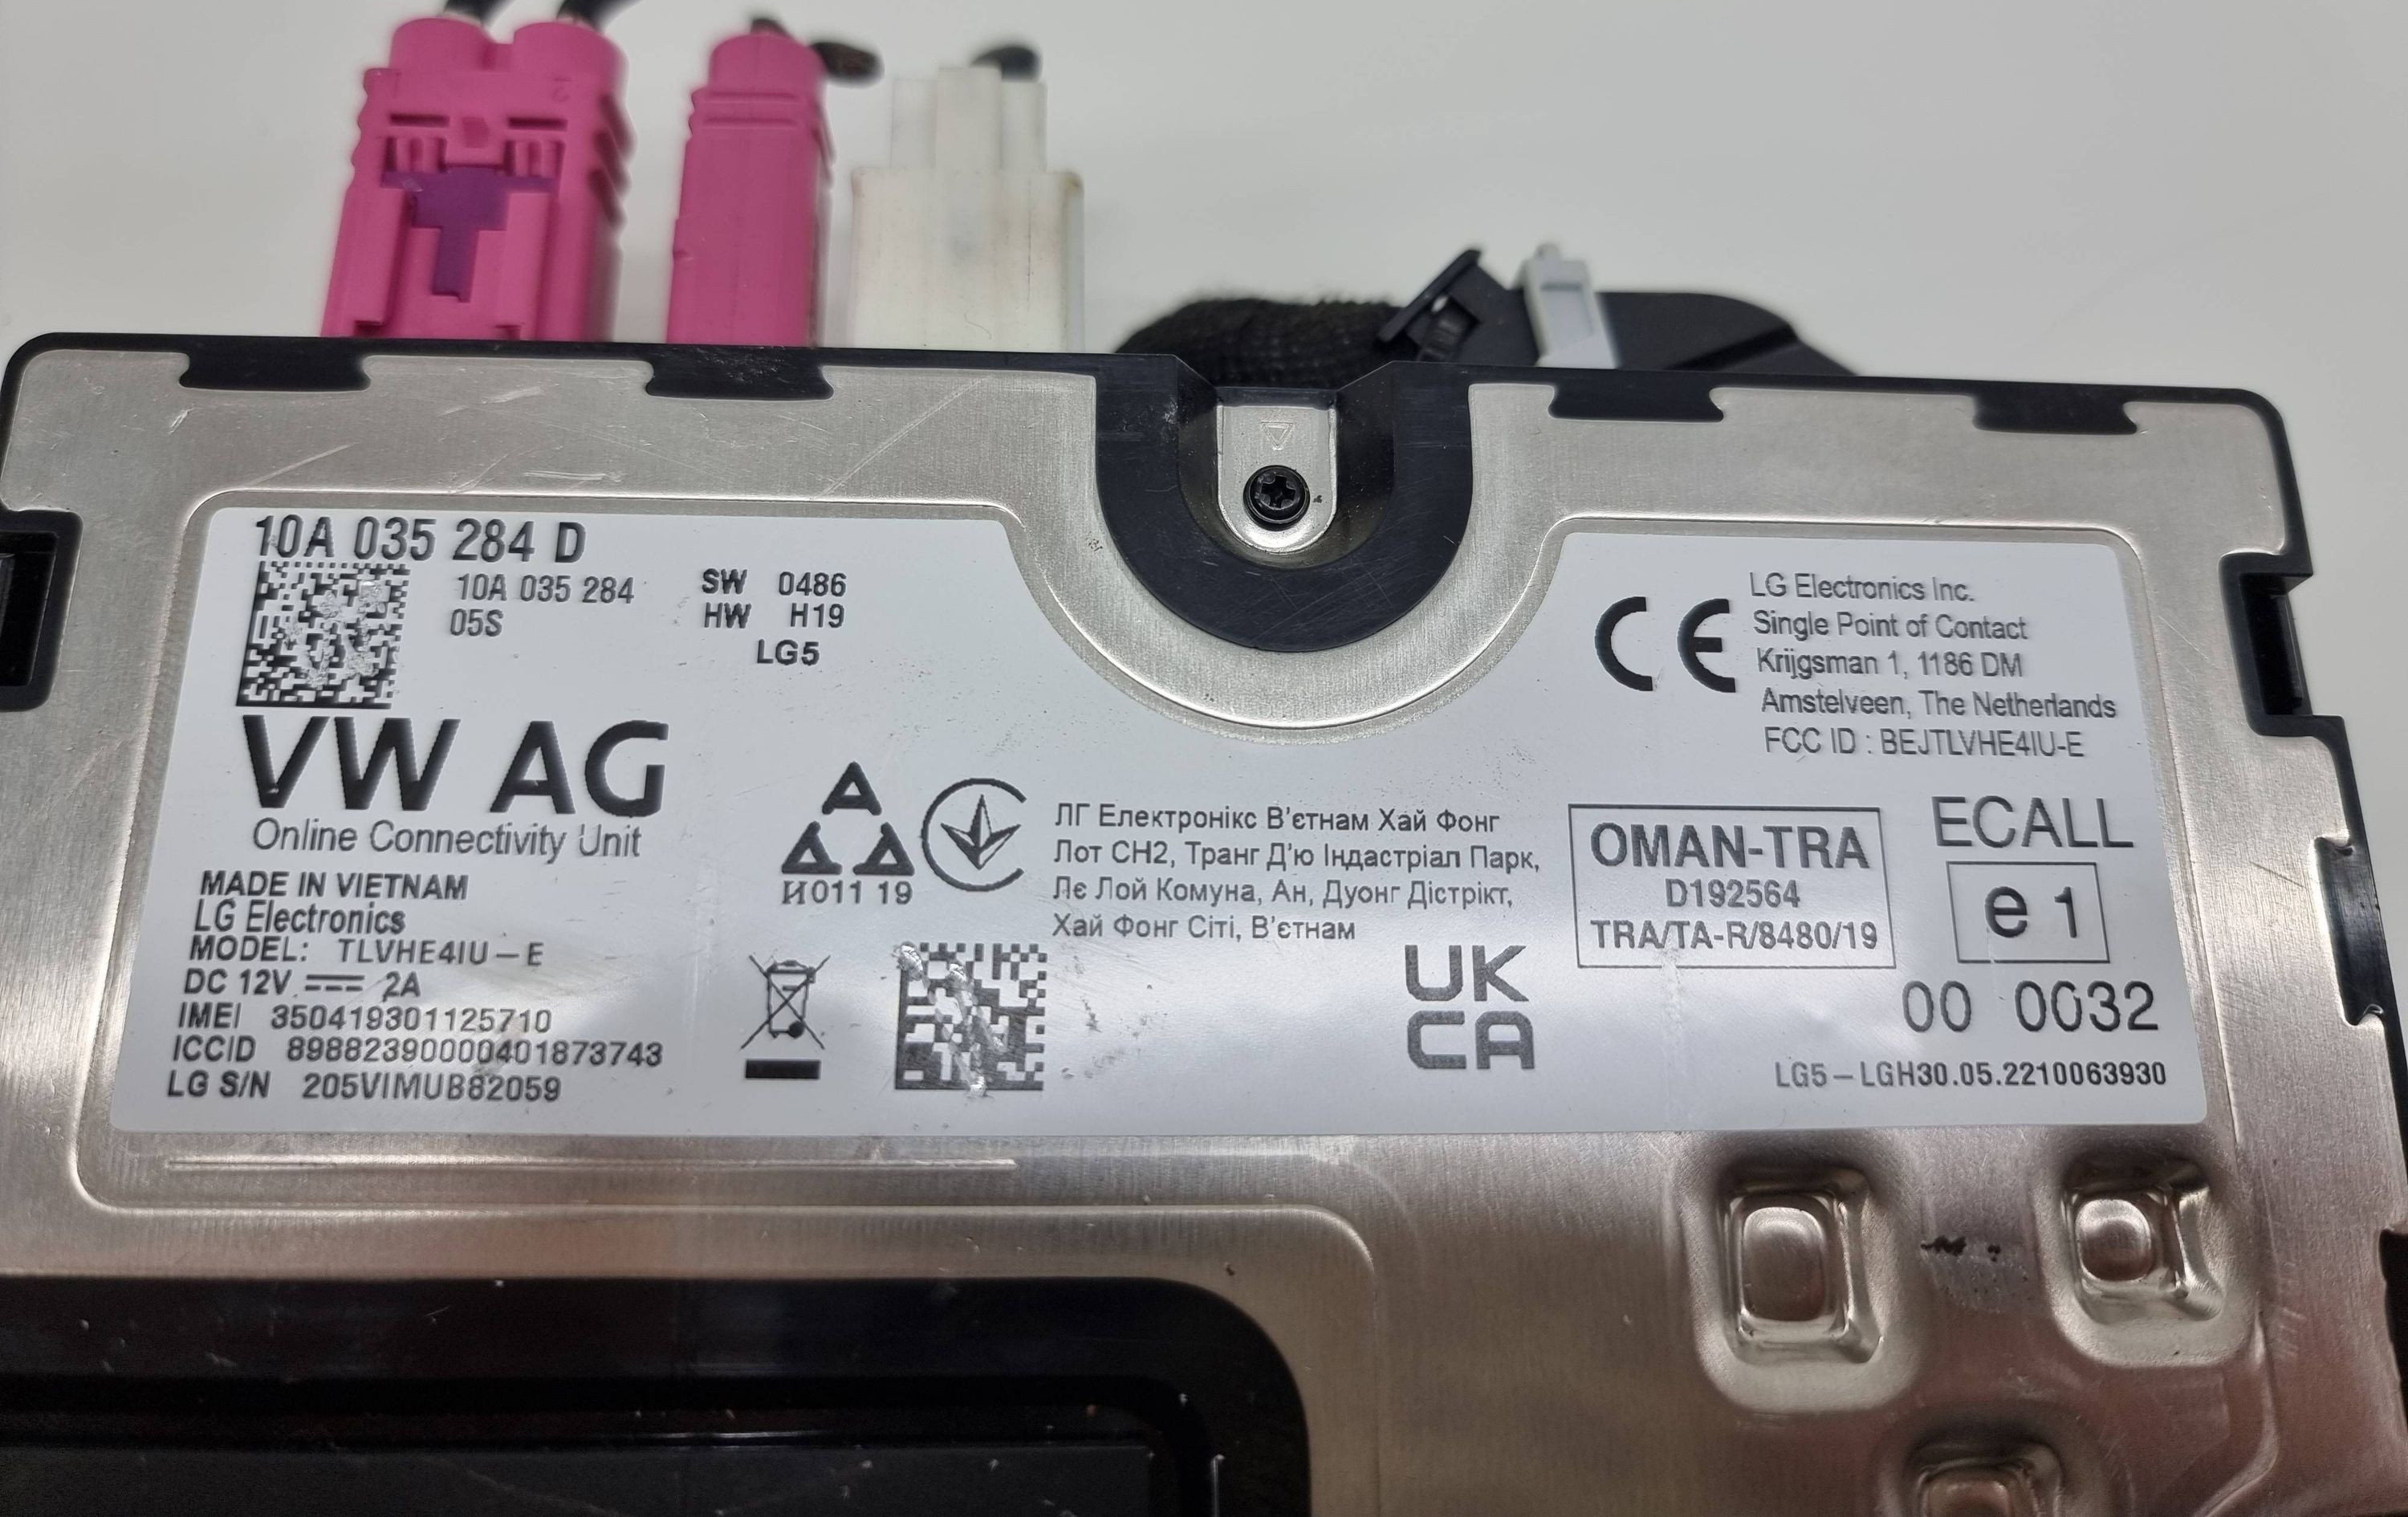 10A 035 284 D
10A 035 284
05S
SW 0486
HW H19
LG5
VW AG
Online Connectivity Unit
MADE IN VIETNAM
LG Electronics
MODEL: TLVHE4IU-E
DC 12V 2A
IMEI 350419301125710
ICCID 89882390000401873743
LG S/N 205VIMUB82059
И011 19
ЛГ Електронікс В'єтнам Хай Фонг
Лот CH2, Транг Д'ю Індастріал Парк,
Лє Лой Комуна, Ан, Дуонг Дістрікт,
Хай Фонг Сіті, В'єтнам
UK
CA
CE
LG Electronics Inc.
Single Point of Contact
Krijgsman 1, 1186 DM
Amstelveen, The Netherlands
FCC ID : BEJTLVHE4IU-E
OMAN-TRA
D192564
TRA/TA-R/8480/19
ECALL
e1
00 0032
LG5-LGH30.05.2210063930